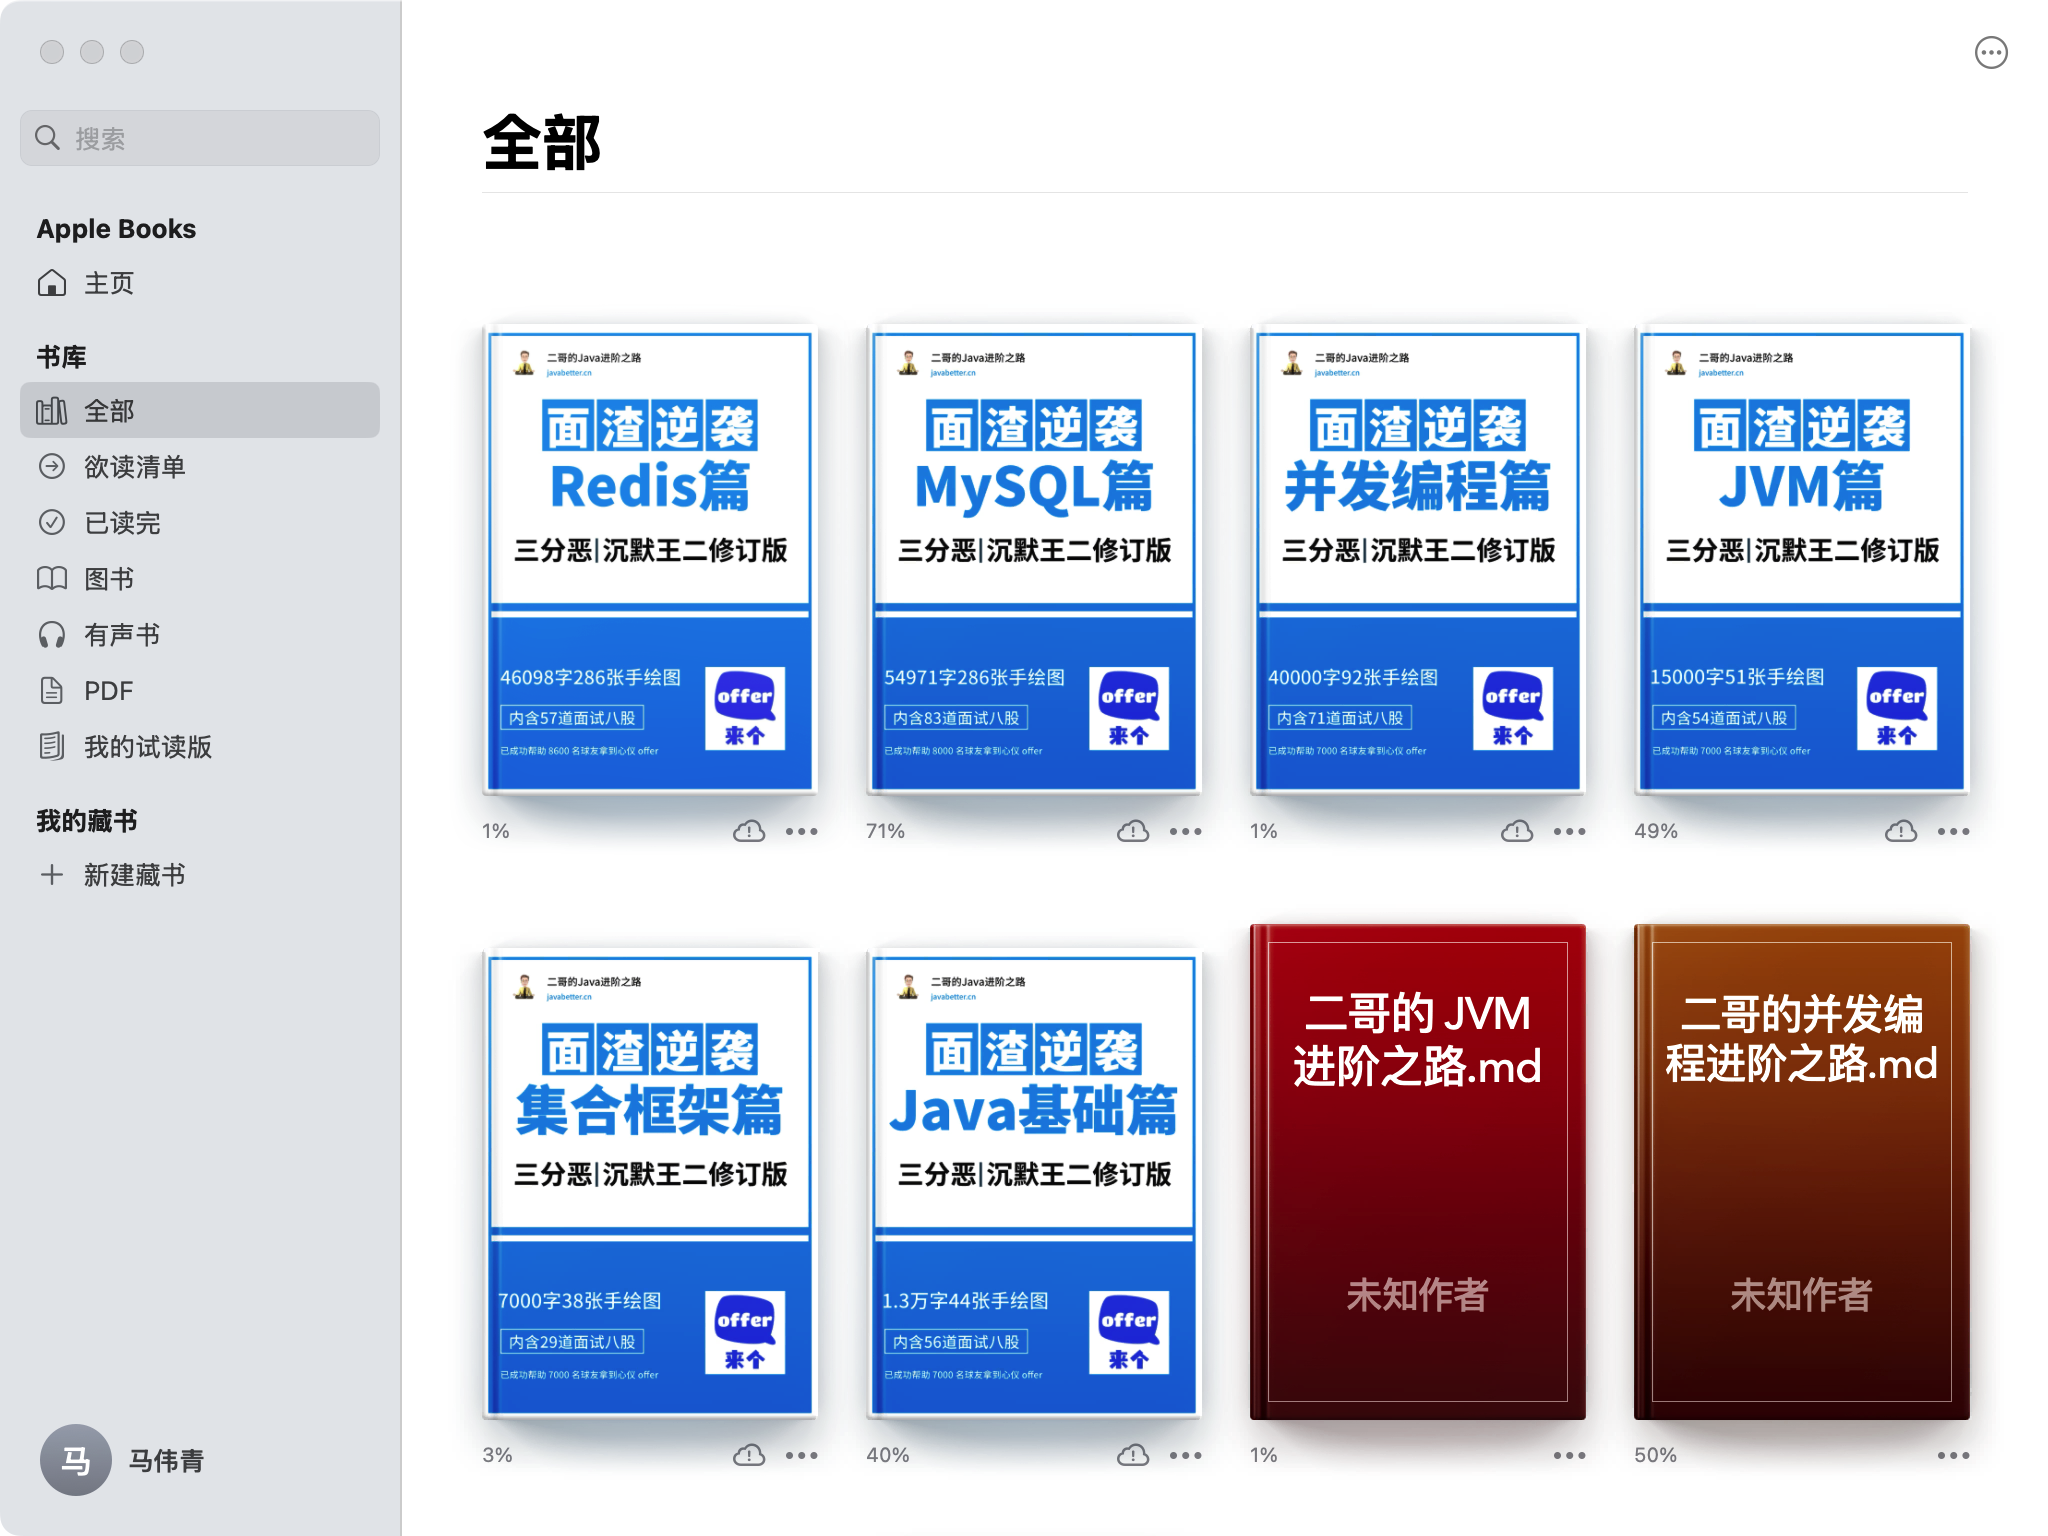 搜索
Apple Books
主页
书库
全部
欲读清单
已读完
图书
有声书
PDF
我的试读版
我的藏书
新建藏书
马
马伟青
全部
二哥的Java进阶之路
javabetter.cn
面渣逆袭
Redis篇
三分恶|沉默王二修订版
46098字286张手绘图
内含57道面试八股
已成功帮助 8600 名球友拿到心仪 offer
offer
来个
1%
二哥的Java进阶之路
javabetter.cn
面渣逆袭
MySQL篇
三分恶|沉默王二修订版
54971字286张手绘图
内含83道面试八股
已成功帮助 8000 名球友拿到心仪 offer
offer
来个
71%
二哥的Java进阶之路
javabetter.cn
面渣逆袭
并发编程篇
三分恶|沉默王二修订版
40000字92张手绘图
内含71道面试八股
已成功帮助 7000 名球友拿到心仪 offer
offer
来个
1%
二哥的Java进阶之路
javabetter.cn
面渣逆袭
JVM篇
三分恶|沉默王二修订版
15000字51张手绘图
内含54道面试八股
已成功帮助 7000 名球友拿到心仪 offer
offer
来个
49%
二哥的Java进阶之路
javabetter.cn
面渣逆袭
集合框架篇
三分恶|沉默王二修订版
7000字38张手绘图
内含29道面试八股
已成功帮助 7000 名球友拿到心仪 offer
offer
来个
3%
二哥的Java进阶之路
javabetter.cn
面渣逆袭
Java基础篇
三分恶|沉默王二修订版
1.3万字44张手绘图
内含56道面试八股
已成功帮助 7000 名球友拿到心仪 offer
offer
来个
40%
二哥的 JVM
进阶之路.md
未知作者
1%
二哥的并发编
程进阶之路.md
未知作者
50%